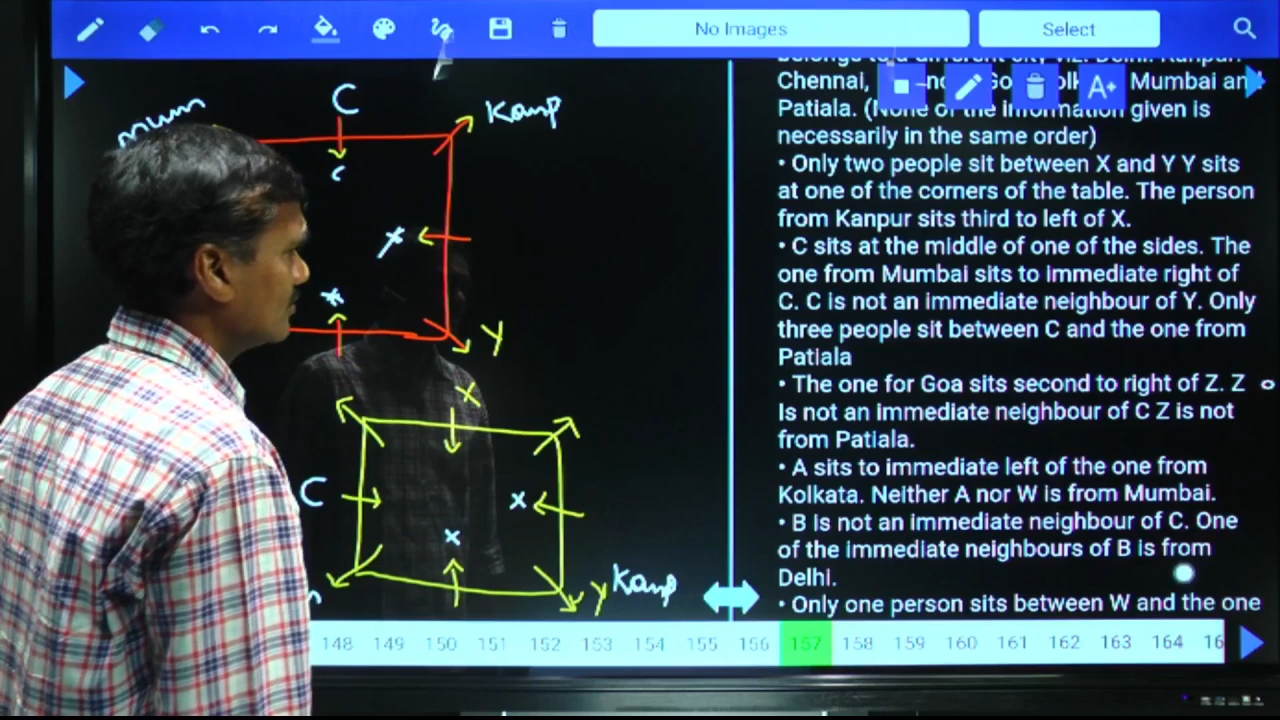 No Images
Select
A+
Chennai,
Mumbai and
Patiala. (None of the information given is
necessarily in the same order)
• Only two people sit between X and Y Y sits
at one of the corners of the table. The person
from Kanpur sits third to left of X.
• C sits at the middle of one of the sides. The
one from Mumbai sits to immediate right of
C. C is not an immediate neighbour of Y. Only
three people sit between C and the one from
Patiala
• The one for Goa sits second to right of Z. Z
Is not an immediate neighbour of C Z is not
from Patiala.
• A sits to immediate left of the one from
Kolkata. Neither A nor W is from Mumbai.
• B is not an immediate neighbour of C. One
of the immediate neighbours of B is from
Delhi.
• Only one person sits between W and the one
mum
C
Kanp
c
x
x
Y
X
C
x
x
Y Kanp
148 149 150 151 152 153 154 155 156 157 158 159 160 161 162 163 164 16